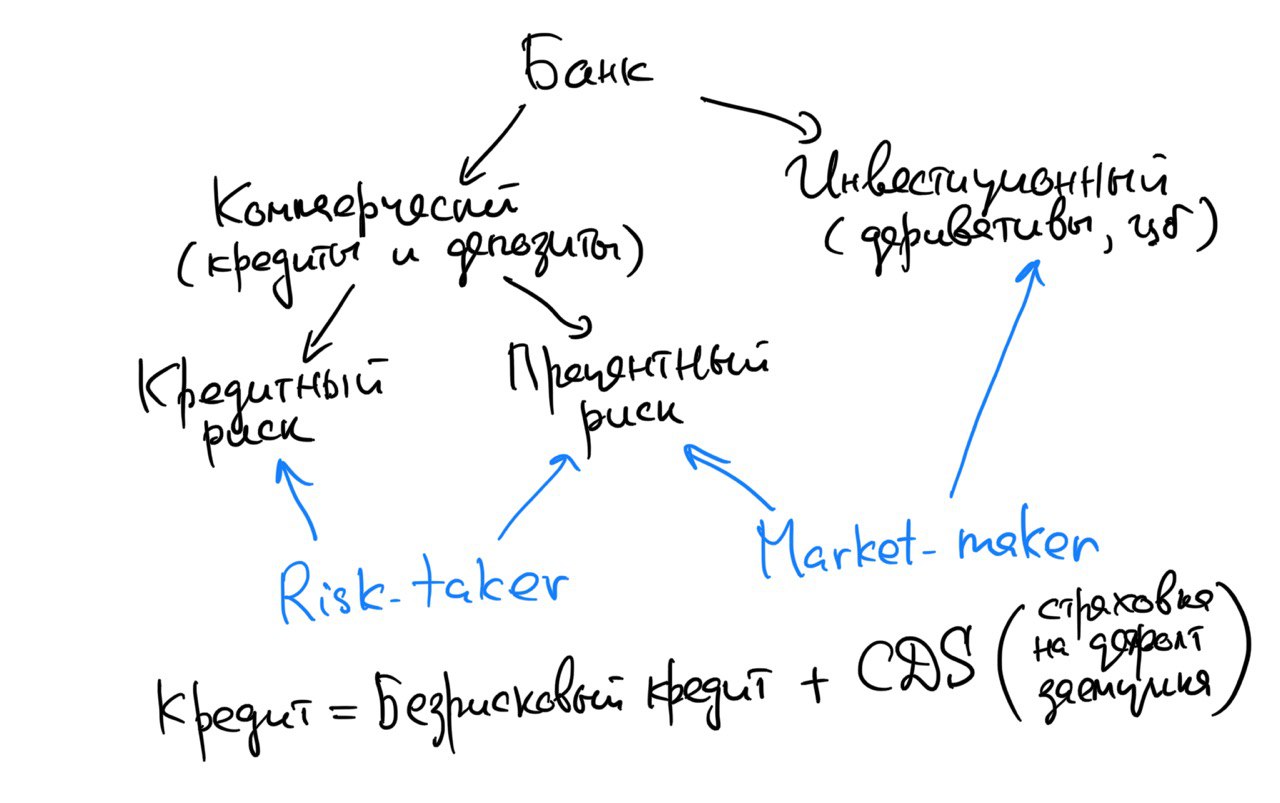 Банк
Коммерческий
(кредиты и депозиты)
Инвестиционный
(деривативы, цб)
Кредитный
риск
Процентный
риск
Risk-taker
Market-maker
Кредит = Безрисковый кредит + CDS (страховка
на дефолт
заемщика)